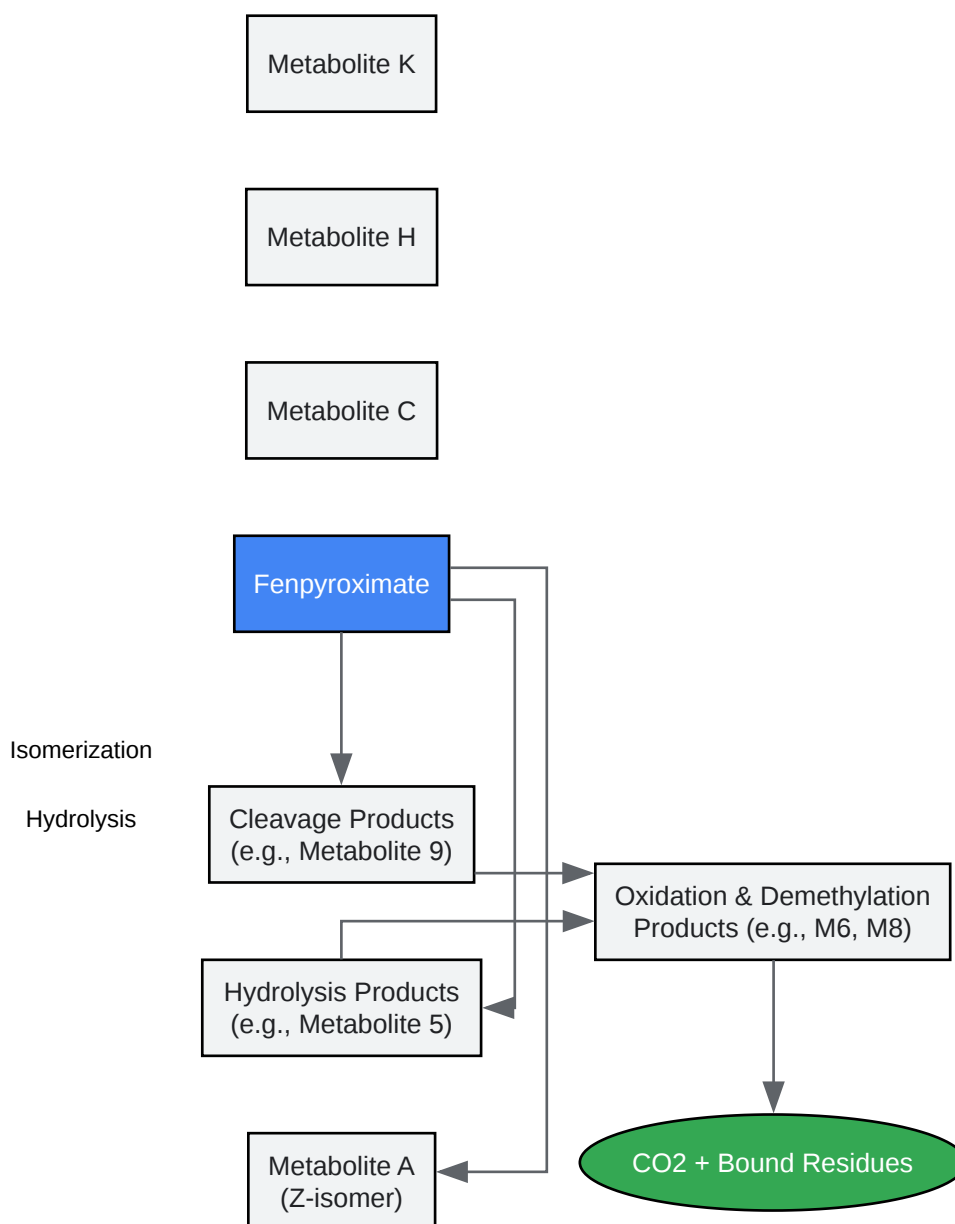 Metabolite K
Metabolite H
Metabolite C
Fenpyroximate
Isomerization
Hydrolysis
Cleavage Products
(e.g., Metabolite 9)
Oxidation & Demethylation
Products (e.g., M6, M8)
Hydrolysis Products
(e.g., Metabolite 5)
Metabolite A
(Z-isomer)
CO2 + Bound Residues